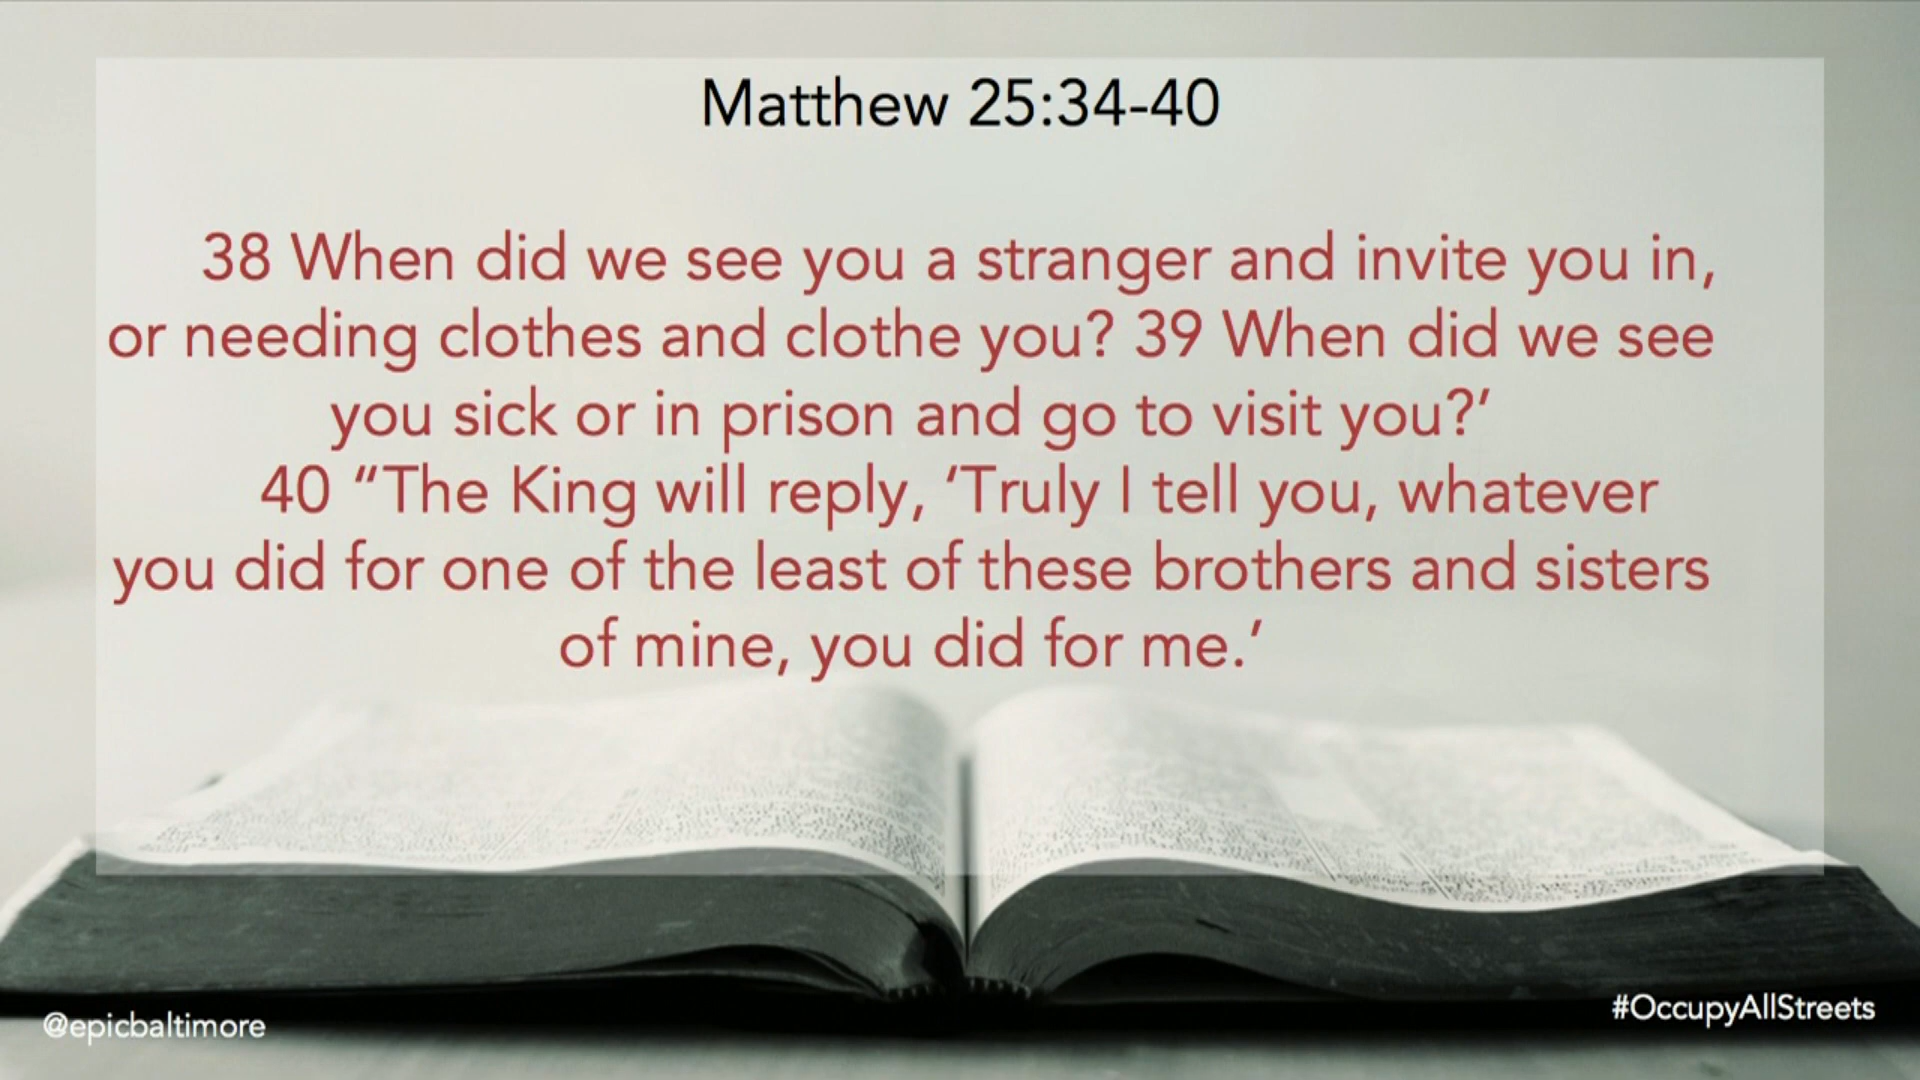 Matthew 25:34-40
38 When did we see you a stranger and invite you in,
or needing clothes and clothe you? 39 When did we see
you sick or in prison and go to visit you?’
40 “The King will reply, ‘Truly I tell you, whatever
you did for one of the least of these brothers and sisters
of mine, you did for me.’
@epicbaltimore
#OccupyAllStreets